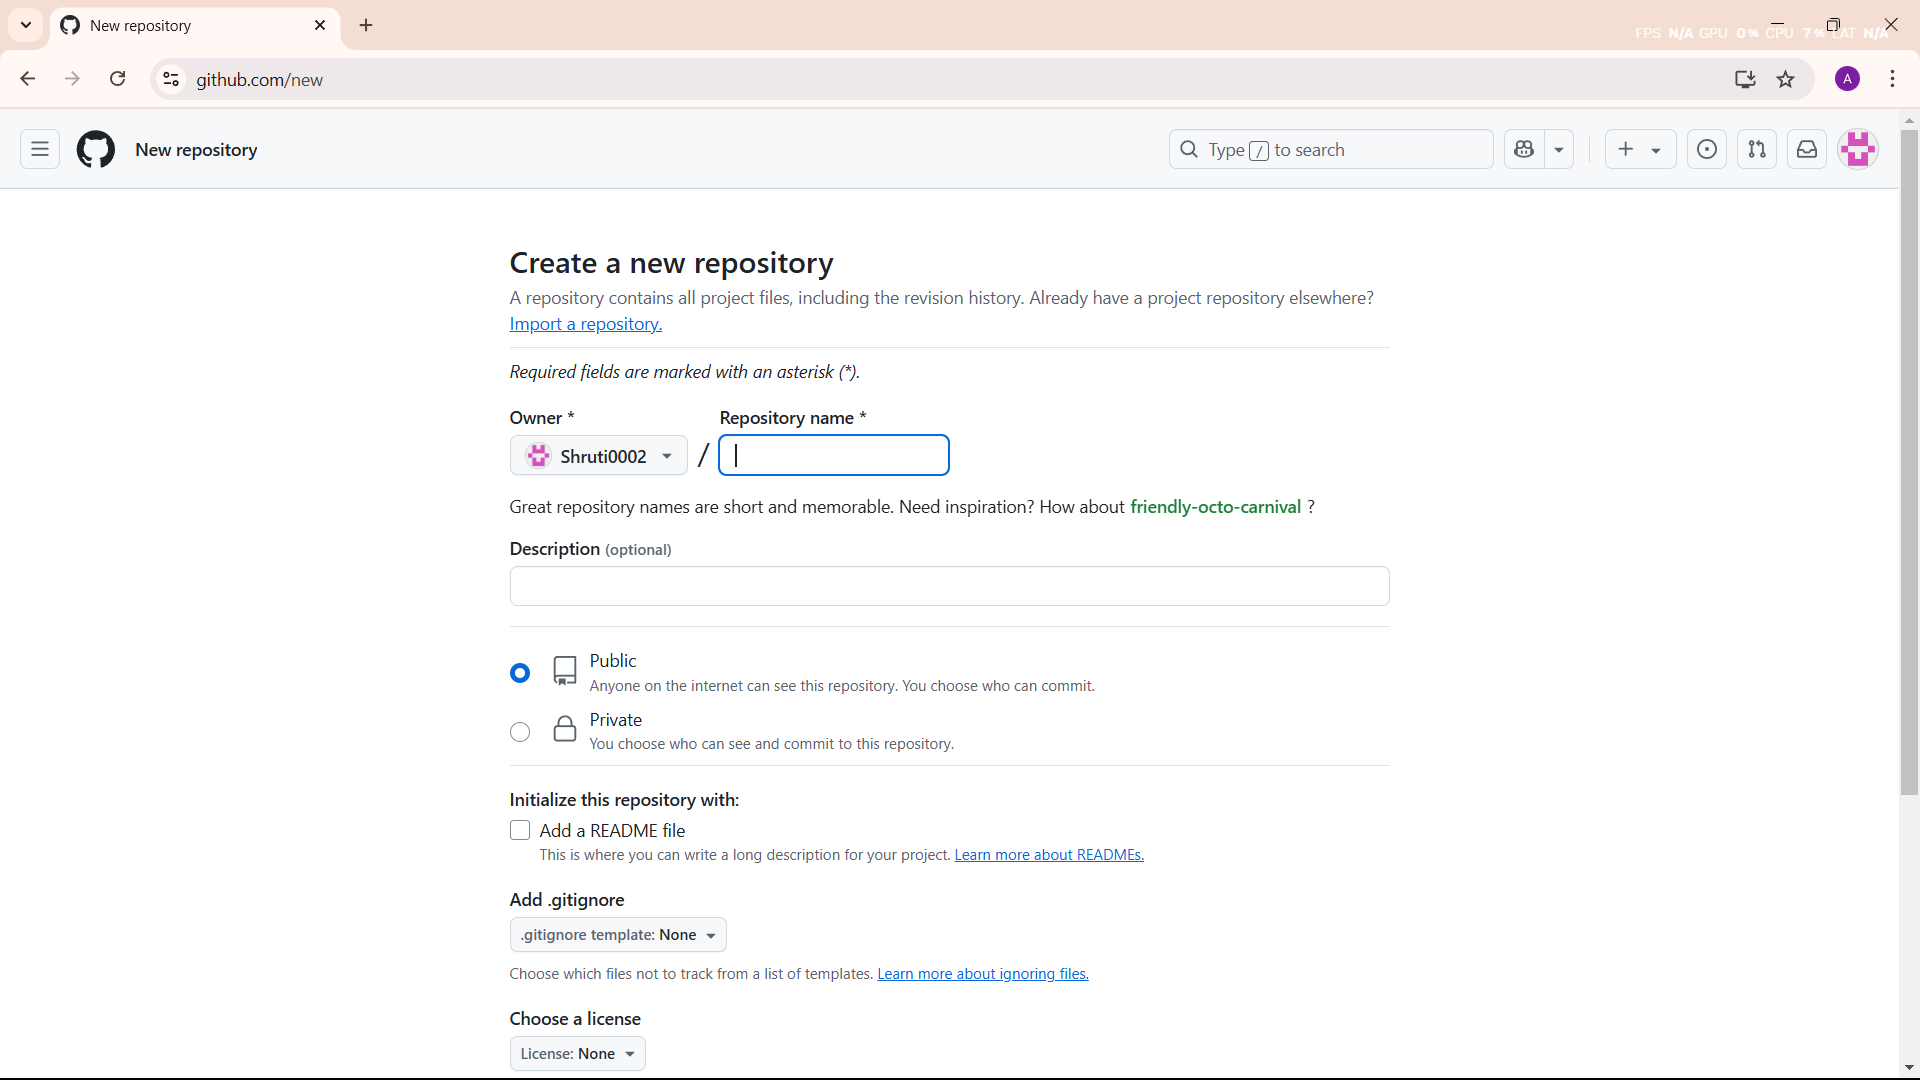 New repository
FPS N/A GPU 0% CPU 7% LAT N/A
github.com/new
A
New repository
Type / to search
Create a new repository
A repository contains all project files, including the revision history. Already have a project repository elsewhere?
Import a repository.
Required fields are marked with an asterisk (*).
Owner * Repository name *
Shruti0002 /
Great repository names are short and memorable. Need inspiration? How about friendly-octo-carnival ?
Description (optional)
Public
Anyone on the internet can see this repository. You choose who can commit.
Private
You choose who can see and commit to this repository.
Initialize this repository with:
Add a README file
This is where you can write a long description for your project. Learn more about READMEs.
Add .gitignore
.gitignore template: None
Choose which files not to track from a list of templates. Learn more about ignoring files.
Choose a license
License: None